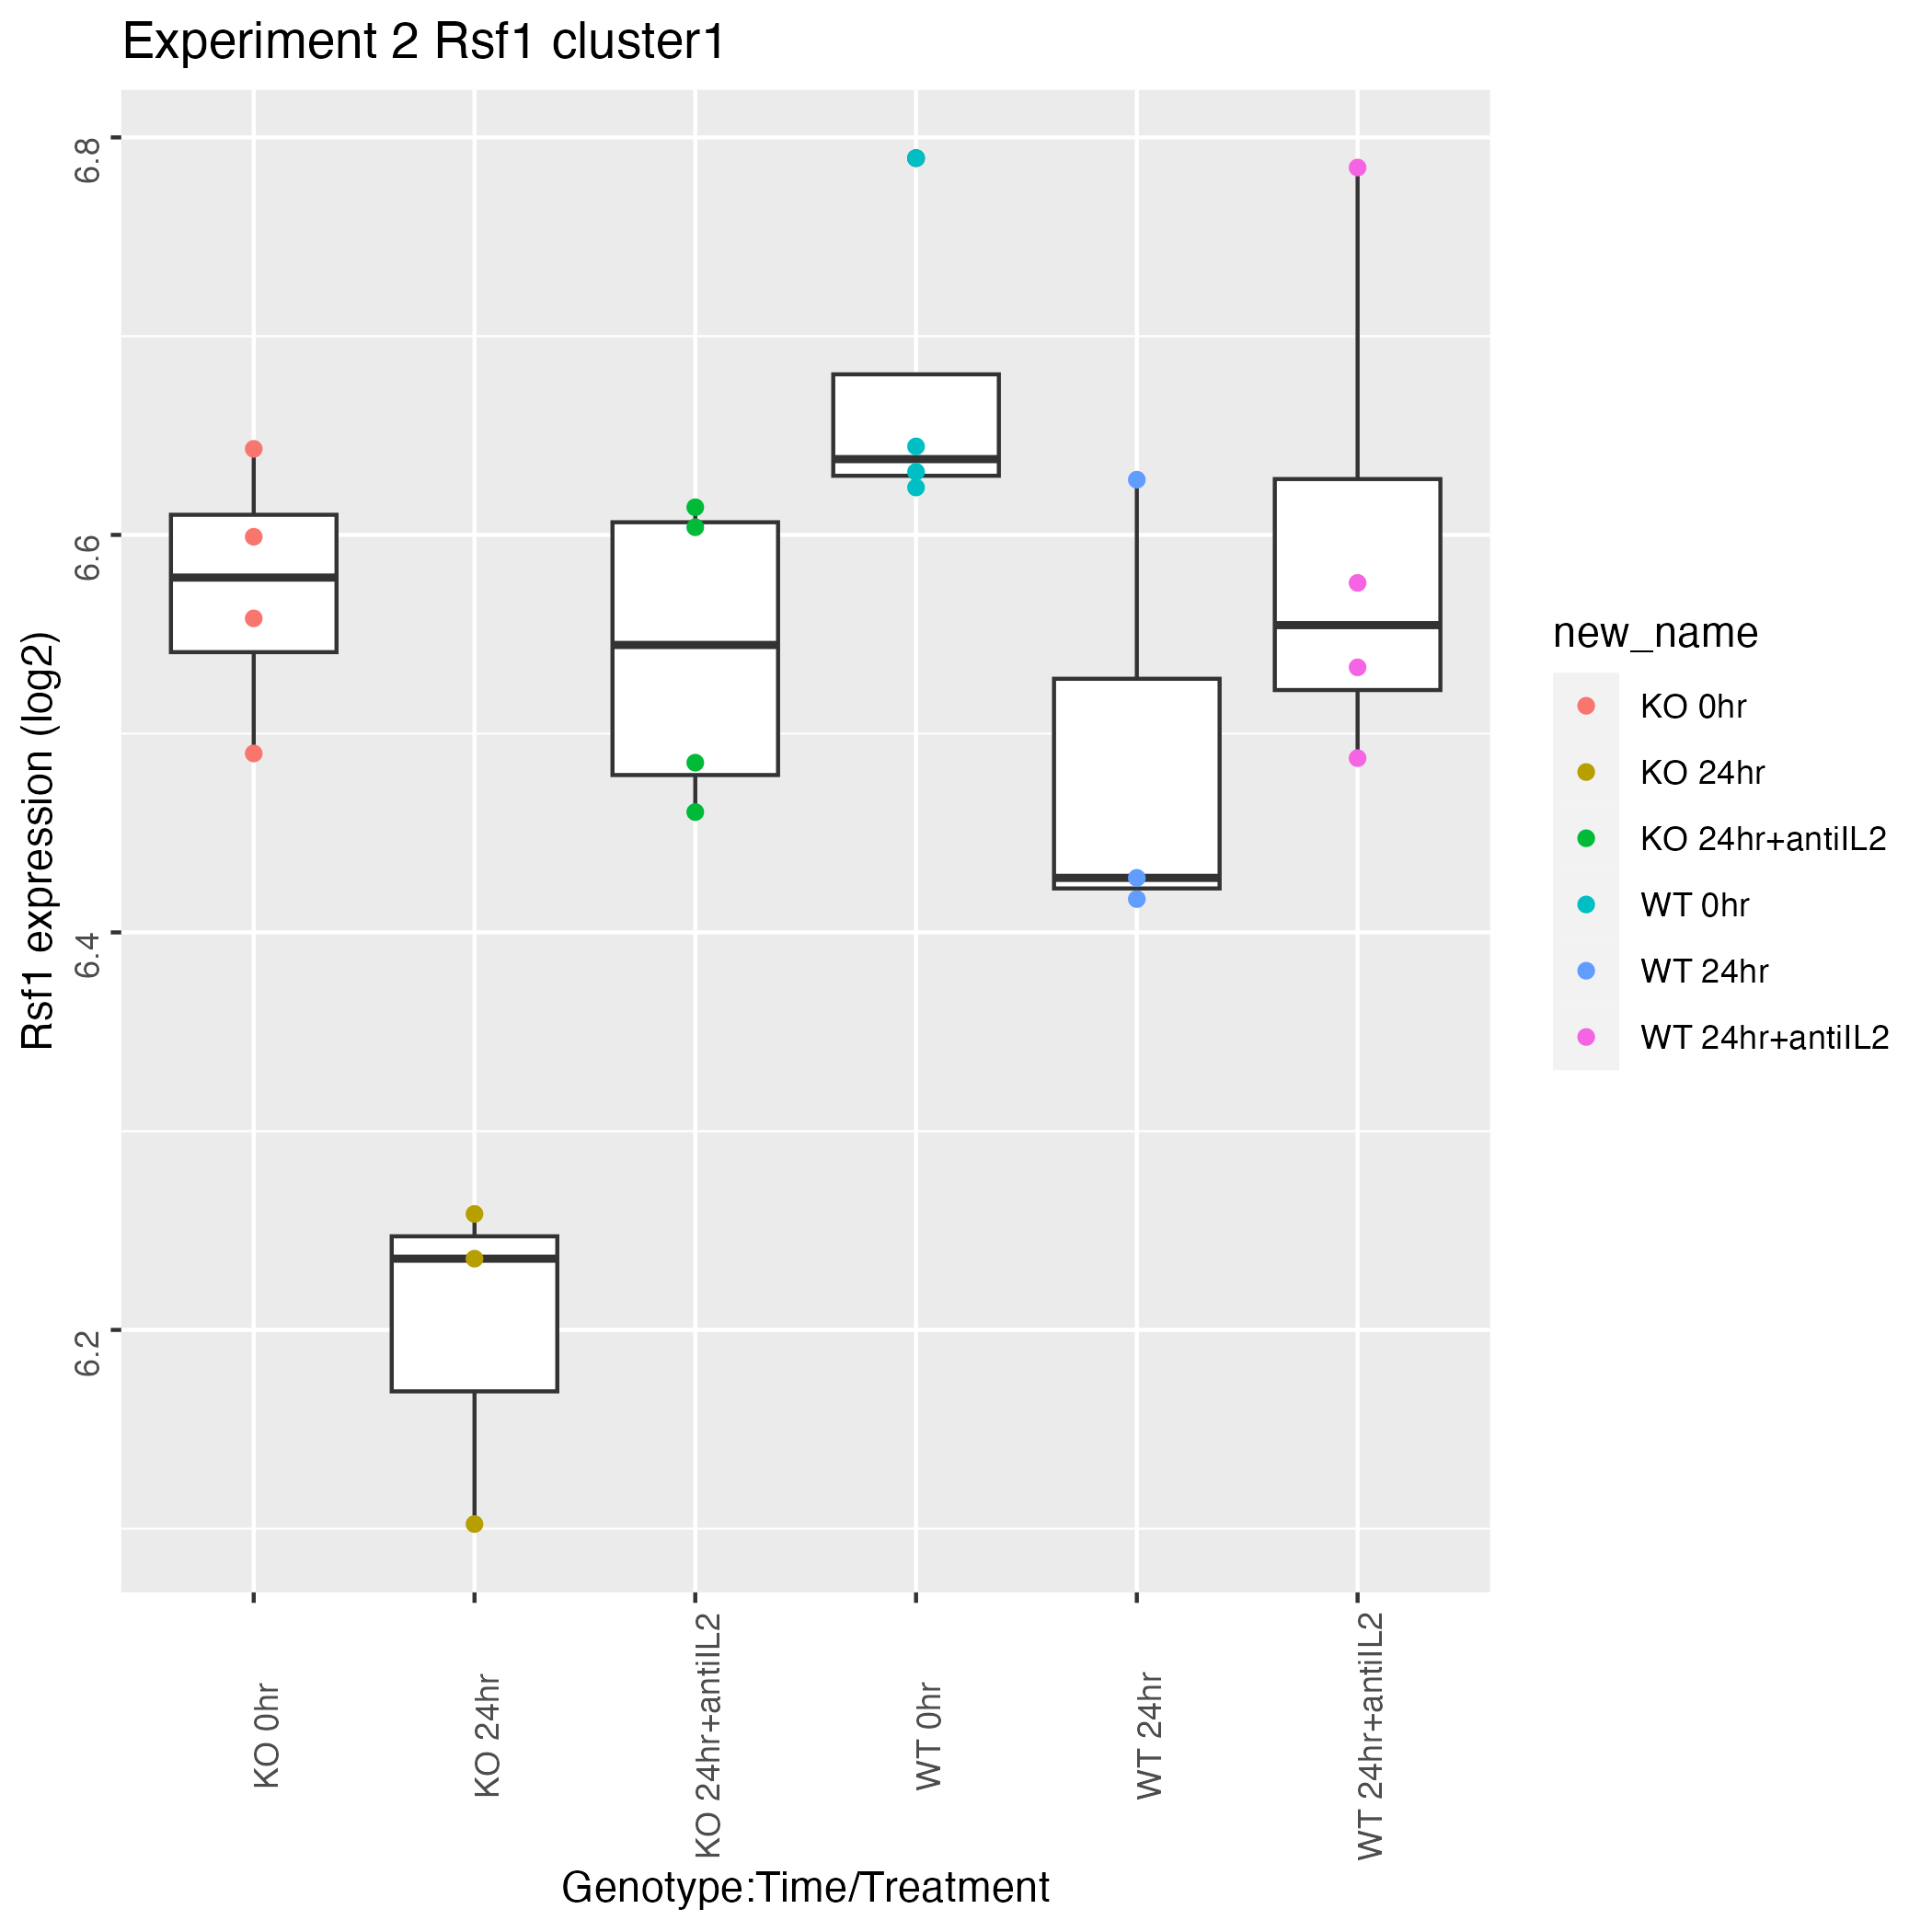 Experiment 2 Rsf1 cluster1
Rsf1 expression (log2)
6.8
6.6
6.4
6.2
KO 0hr
KO 24hr
KO 24hr+antiIL2
WT 0hr
WT 24hr
WT 24hr+antiIL2
Genotype:Time/Treatment
new_name
KO 0hr
KO 24hr
KO 24hr+antiIL2
WT 0hr
WT 24hr
WT 24hr+antiIL2